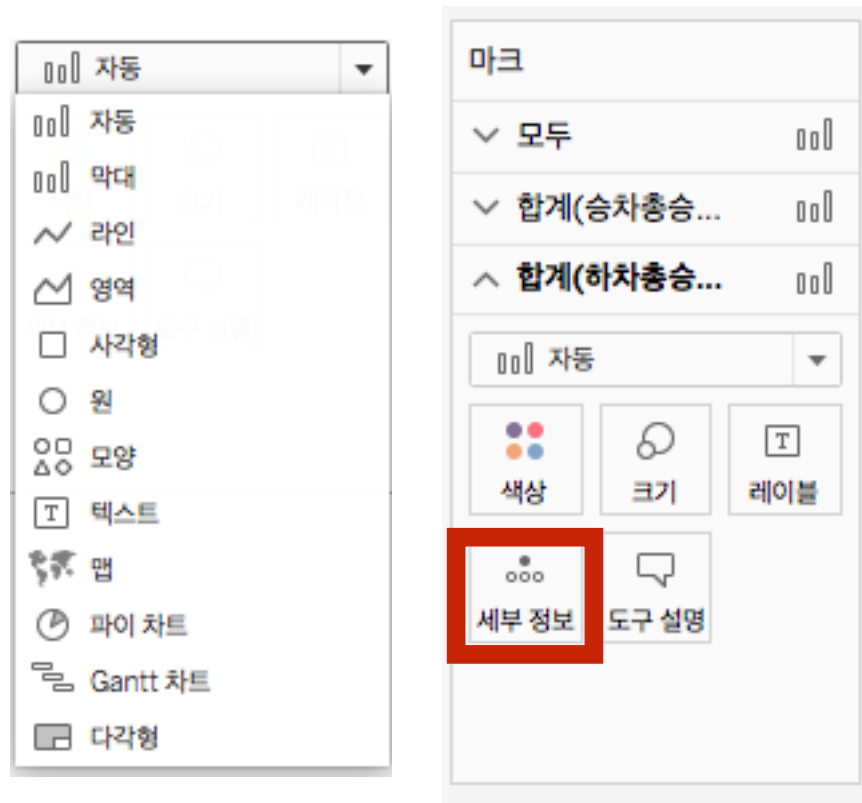 자동
자동
막대
라인
영역
사각형
원
모양
T 텍스트
맵
파이 차트
Gantt 차트
다각형
마크
모두
합계(승차총승...
합계(하차총승...
자동
색상
크기
T
레이블
세부 정보
도구 설명